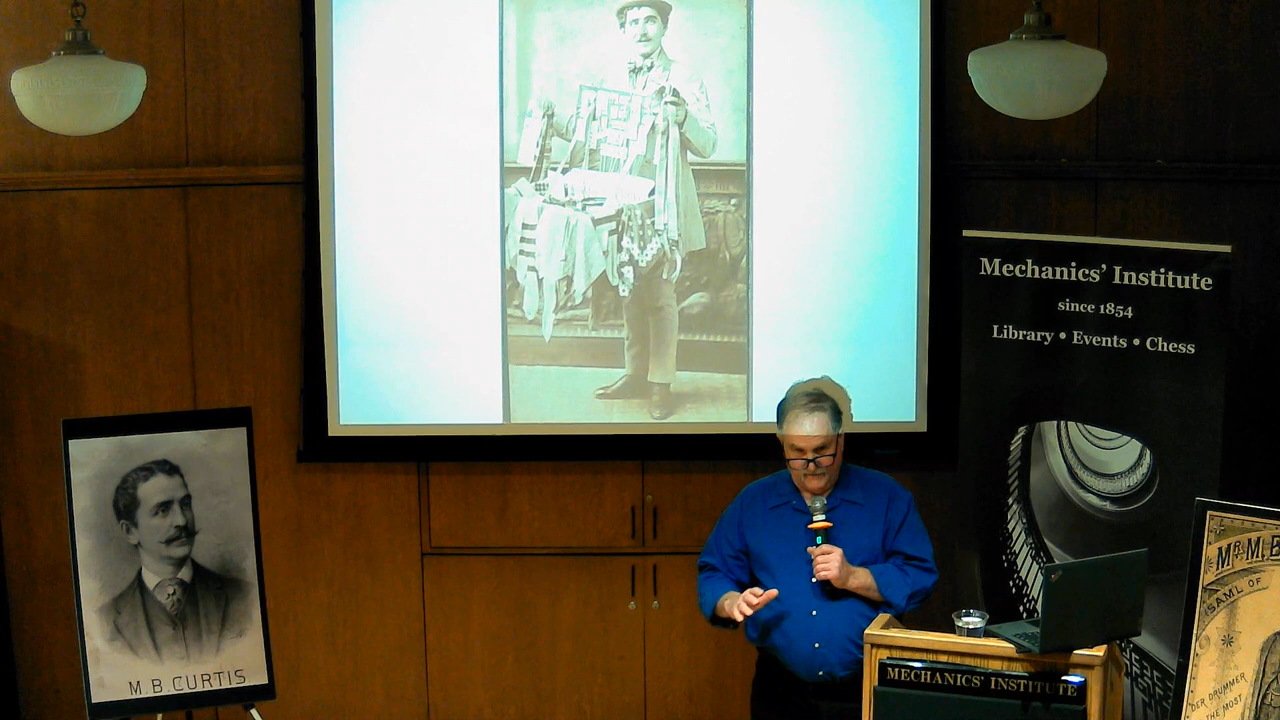 Mechanics' Institute
since 1854
Library • Events • Chess
M.B.CURTIS
MECHANICS' INSTITUTE
MR M.B
SAML OF
'DER DRUMMER
THE MOST